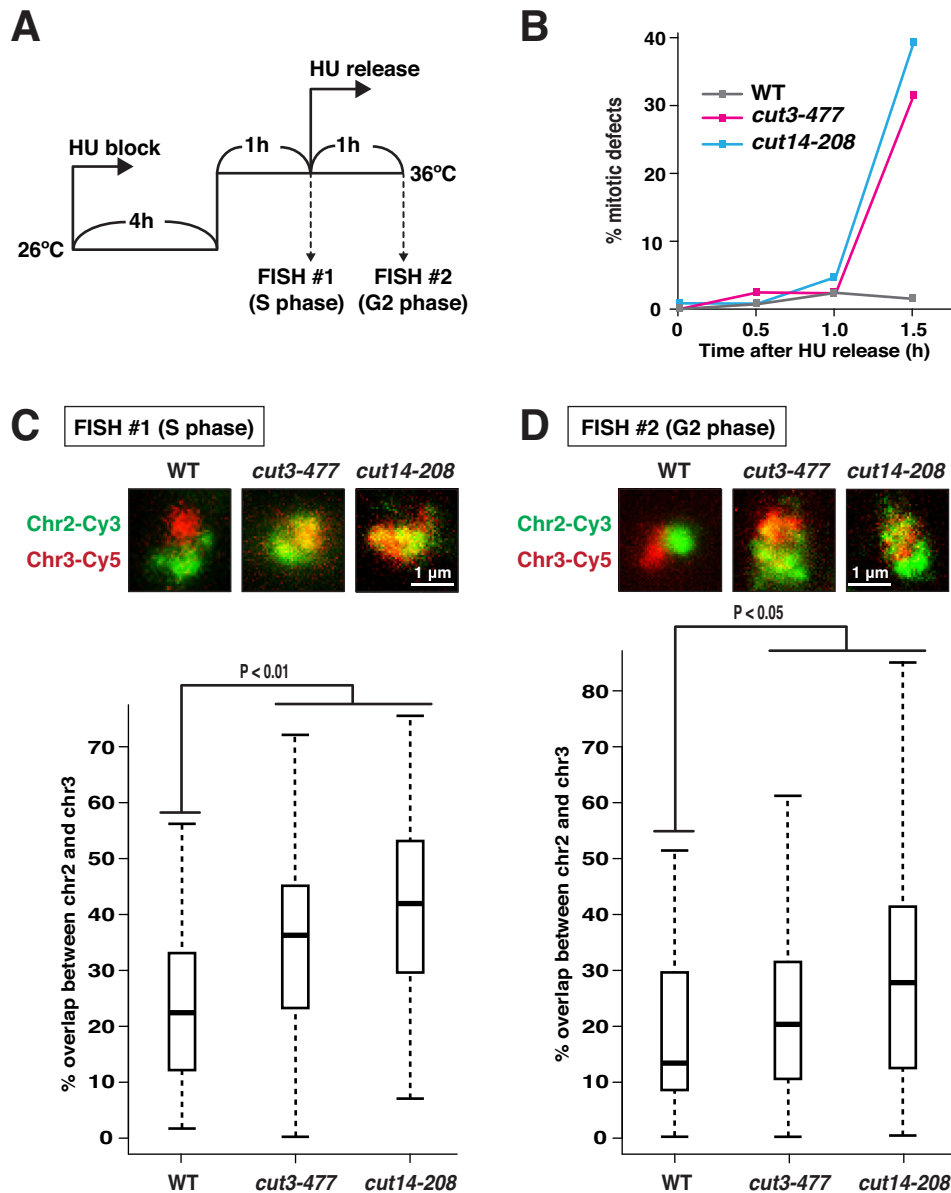 A
HU release
HU block
1h
1h
36°C
4h
26°C
FISH #1
(S phase)
FISH #2
(G2 phase)
B
40
30
20
10
0
% mitotic defects
WT
cut3-477
cut14-208
0
0.5
1.0
1.5
Time after HU release (h)
C
FISH #1 (S phase)
WT
cut3-477
cut14-208
Chr2-Cy3
Chr3-Cy5
1 µm
P < 0.01
% overlap between chr2 and chr3
70
60
50
40
30
20
10
0
WT
cut3-477
cut14-208
D
FISH #2 (G2 phase)
WT
cut3-477
cut14-208
Chr2-Cy3
Chr3-Cy5
1 µm
P < 0.05
% overlap between chr2 and chr3
80
70
60
50
40
30
20
10
0
WT
cut3-477
cut14-208